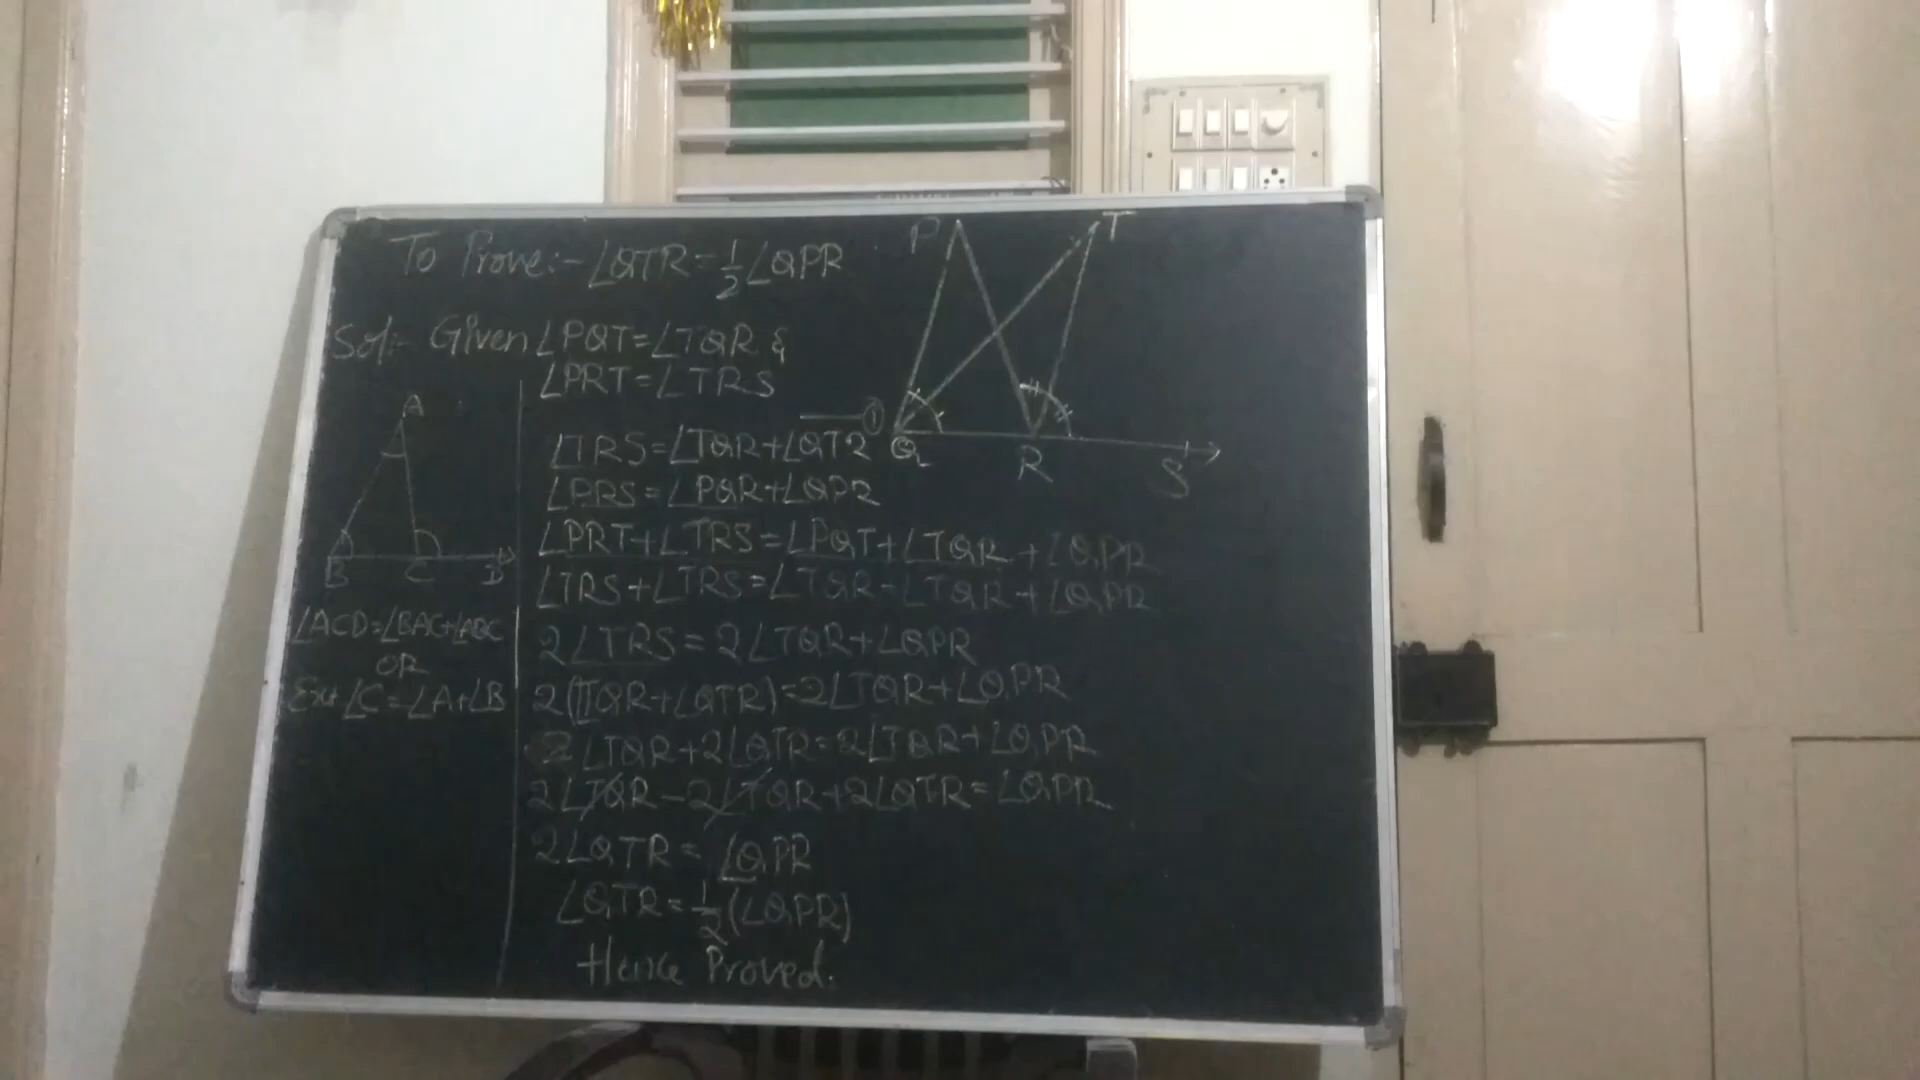 To Prove:- ∠QTR=1/2∠QPR
Sol:- Given ∠PQT=∠TQR &
∠PRT=∠TRS
∠TRS=∠TQR+∠QTR —①
∠PRS=∠PQR+∠QPR
∠PRT+∠TRS=∠PQT+∠TQR+∠QPR
∠TRS+∠TRS=∠TQR+∠TQR+∠QPR
2∠TRS=2∠TQR+∠QPR
2(∠TQR+∠QTR)=2∠TQR+∠QPR
2∠TQR+2∠QTR=2∠TQR+∠QPR
2∠TQR-2∠TQR+2∠QTR=∠QPR
2∠QTR=∠QPR
∠QTR=1/2(∠QPR)
Hence Proved.
A
B C D
∠ACD=∠BAC+∠ABC
OR
Ext ∠C=∠A+∠B
P T
Q R S